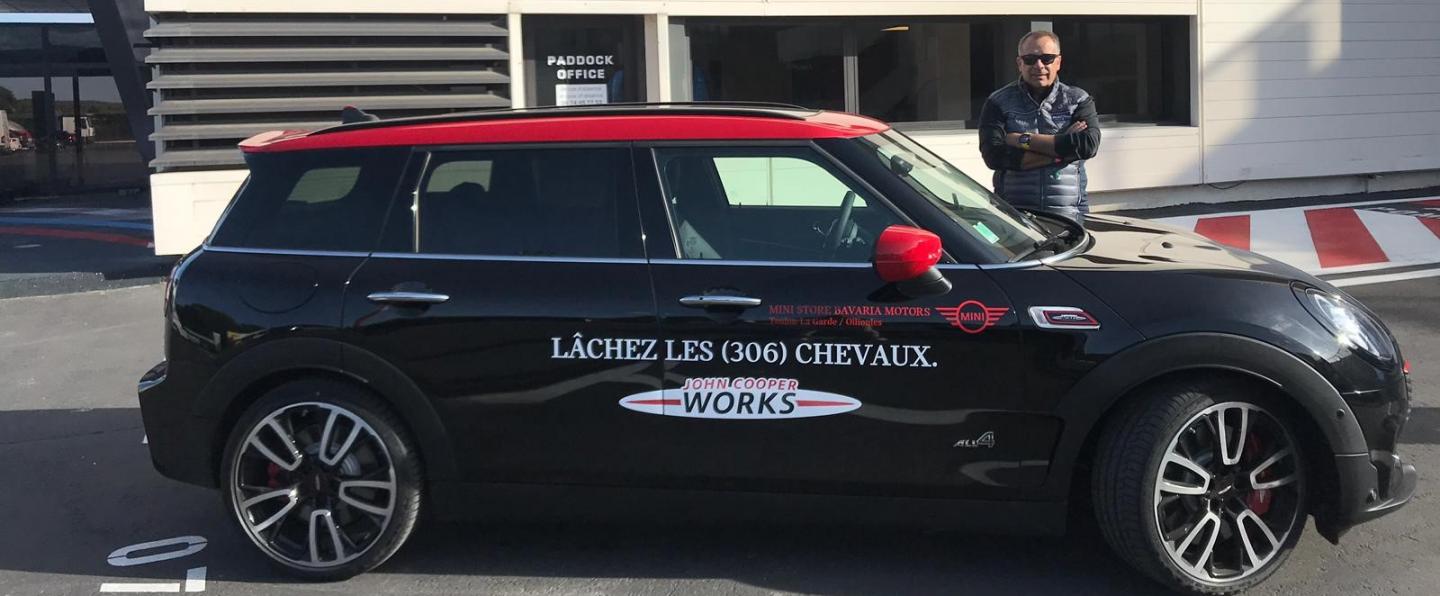 PADDOCK
OFFICE
MINI STORE BAVARIA MOTORS
Toulon-La Garde / Ollioules
MINI
LÂCHEZ LES (306) CHEVAUX.
JOHN COOPER
WORKS
ALL4